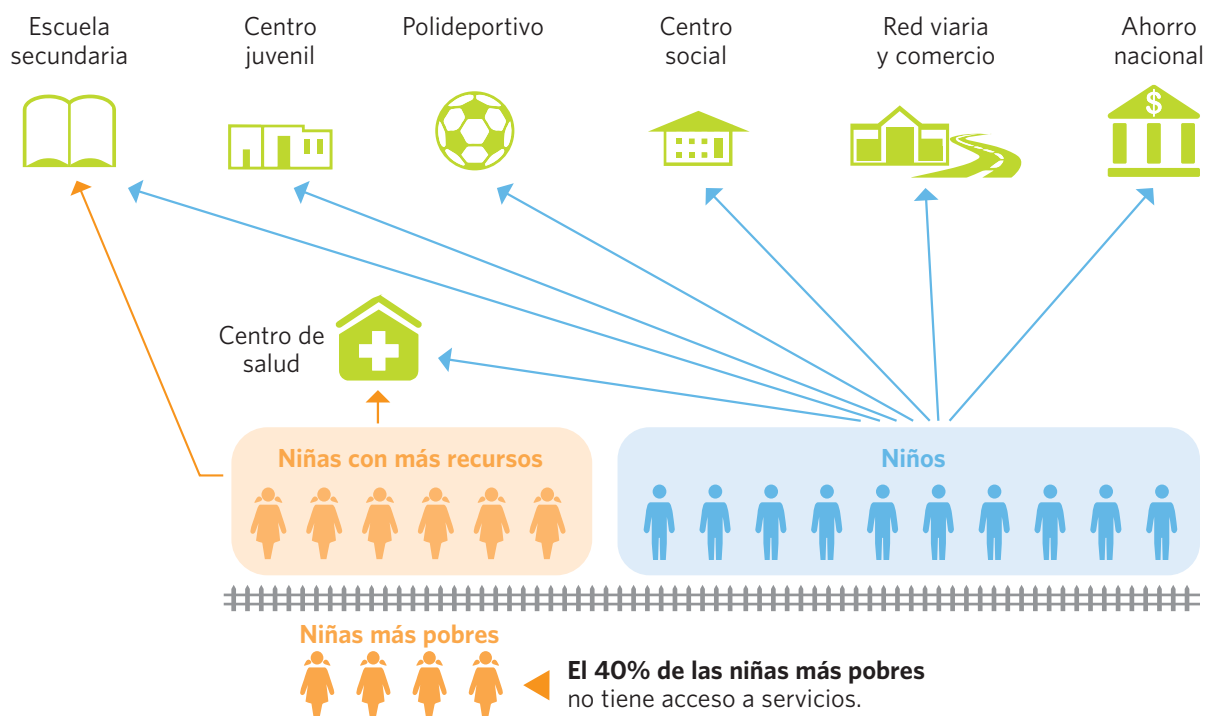 Escuela
secundaria
Centro
juvenil
Polideportivo
Centro
social
Red viaria
y comercio
Ahorro
nacional
$
Centro de
salud
Niñas con más recursos
Niños
Niñas más pobres
El 40% de las niñas más pobres
no tiene acceso a servicios.